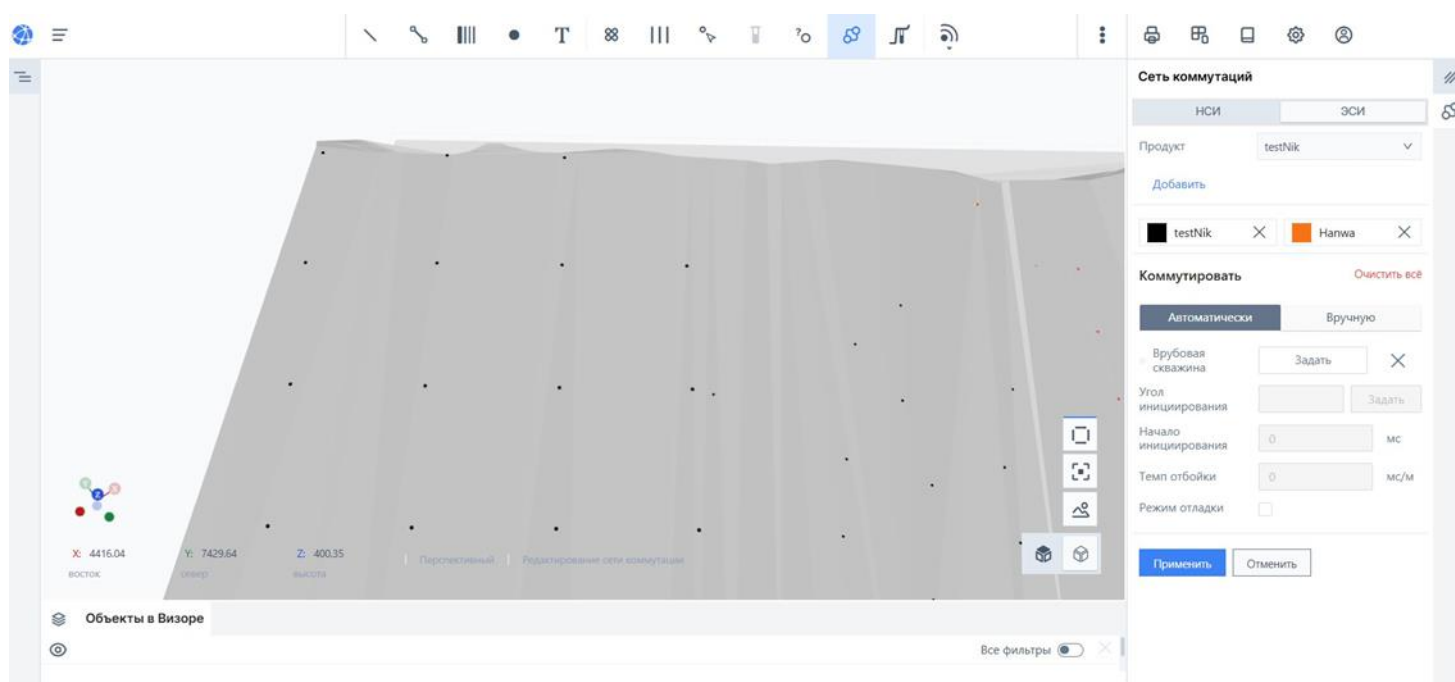 T
?
Сеть коммутаций
НСИ ЭСИ
Продукт testNik
Добавить
testNik Hanwa
Коммутировать Очистить всё
Автоматически Вручную
Врубовая
скважина
Задать
Угол
инициирования
Задать
Начало
инициирования
0 мс
Темп отбойки 0 мс/м
Режим отладки
Применить Отменить
Y Z X
X: 4416.04 Y: 7429.64 Z: 400.35
восток север высота
Перспективный Редактирование сети коммутации
Объекты в Визоре
Все фильтры